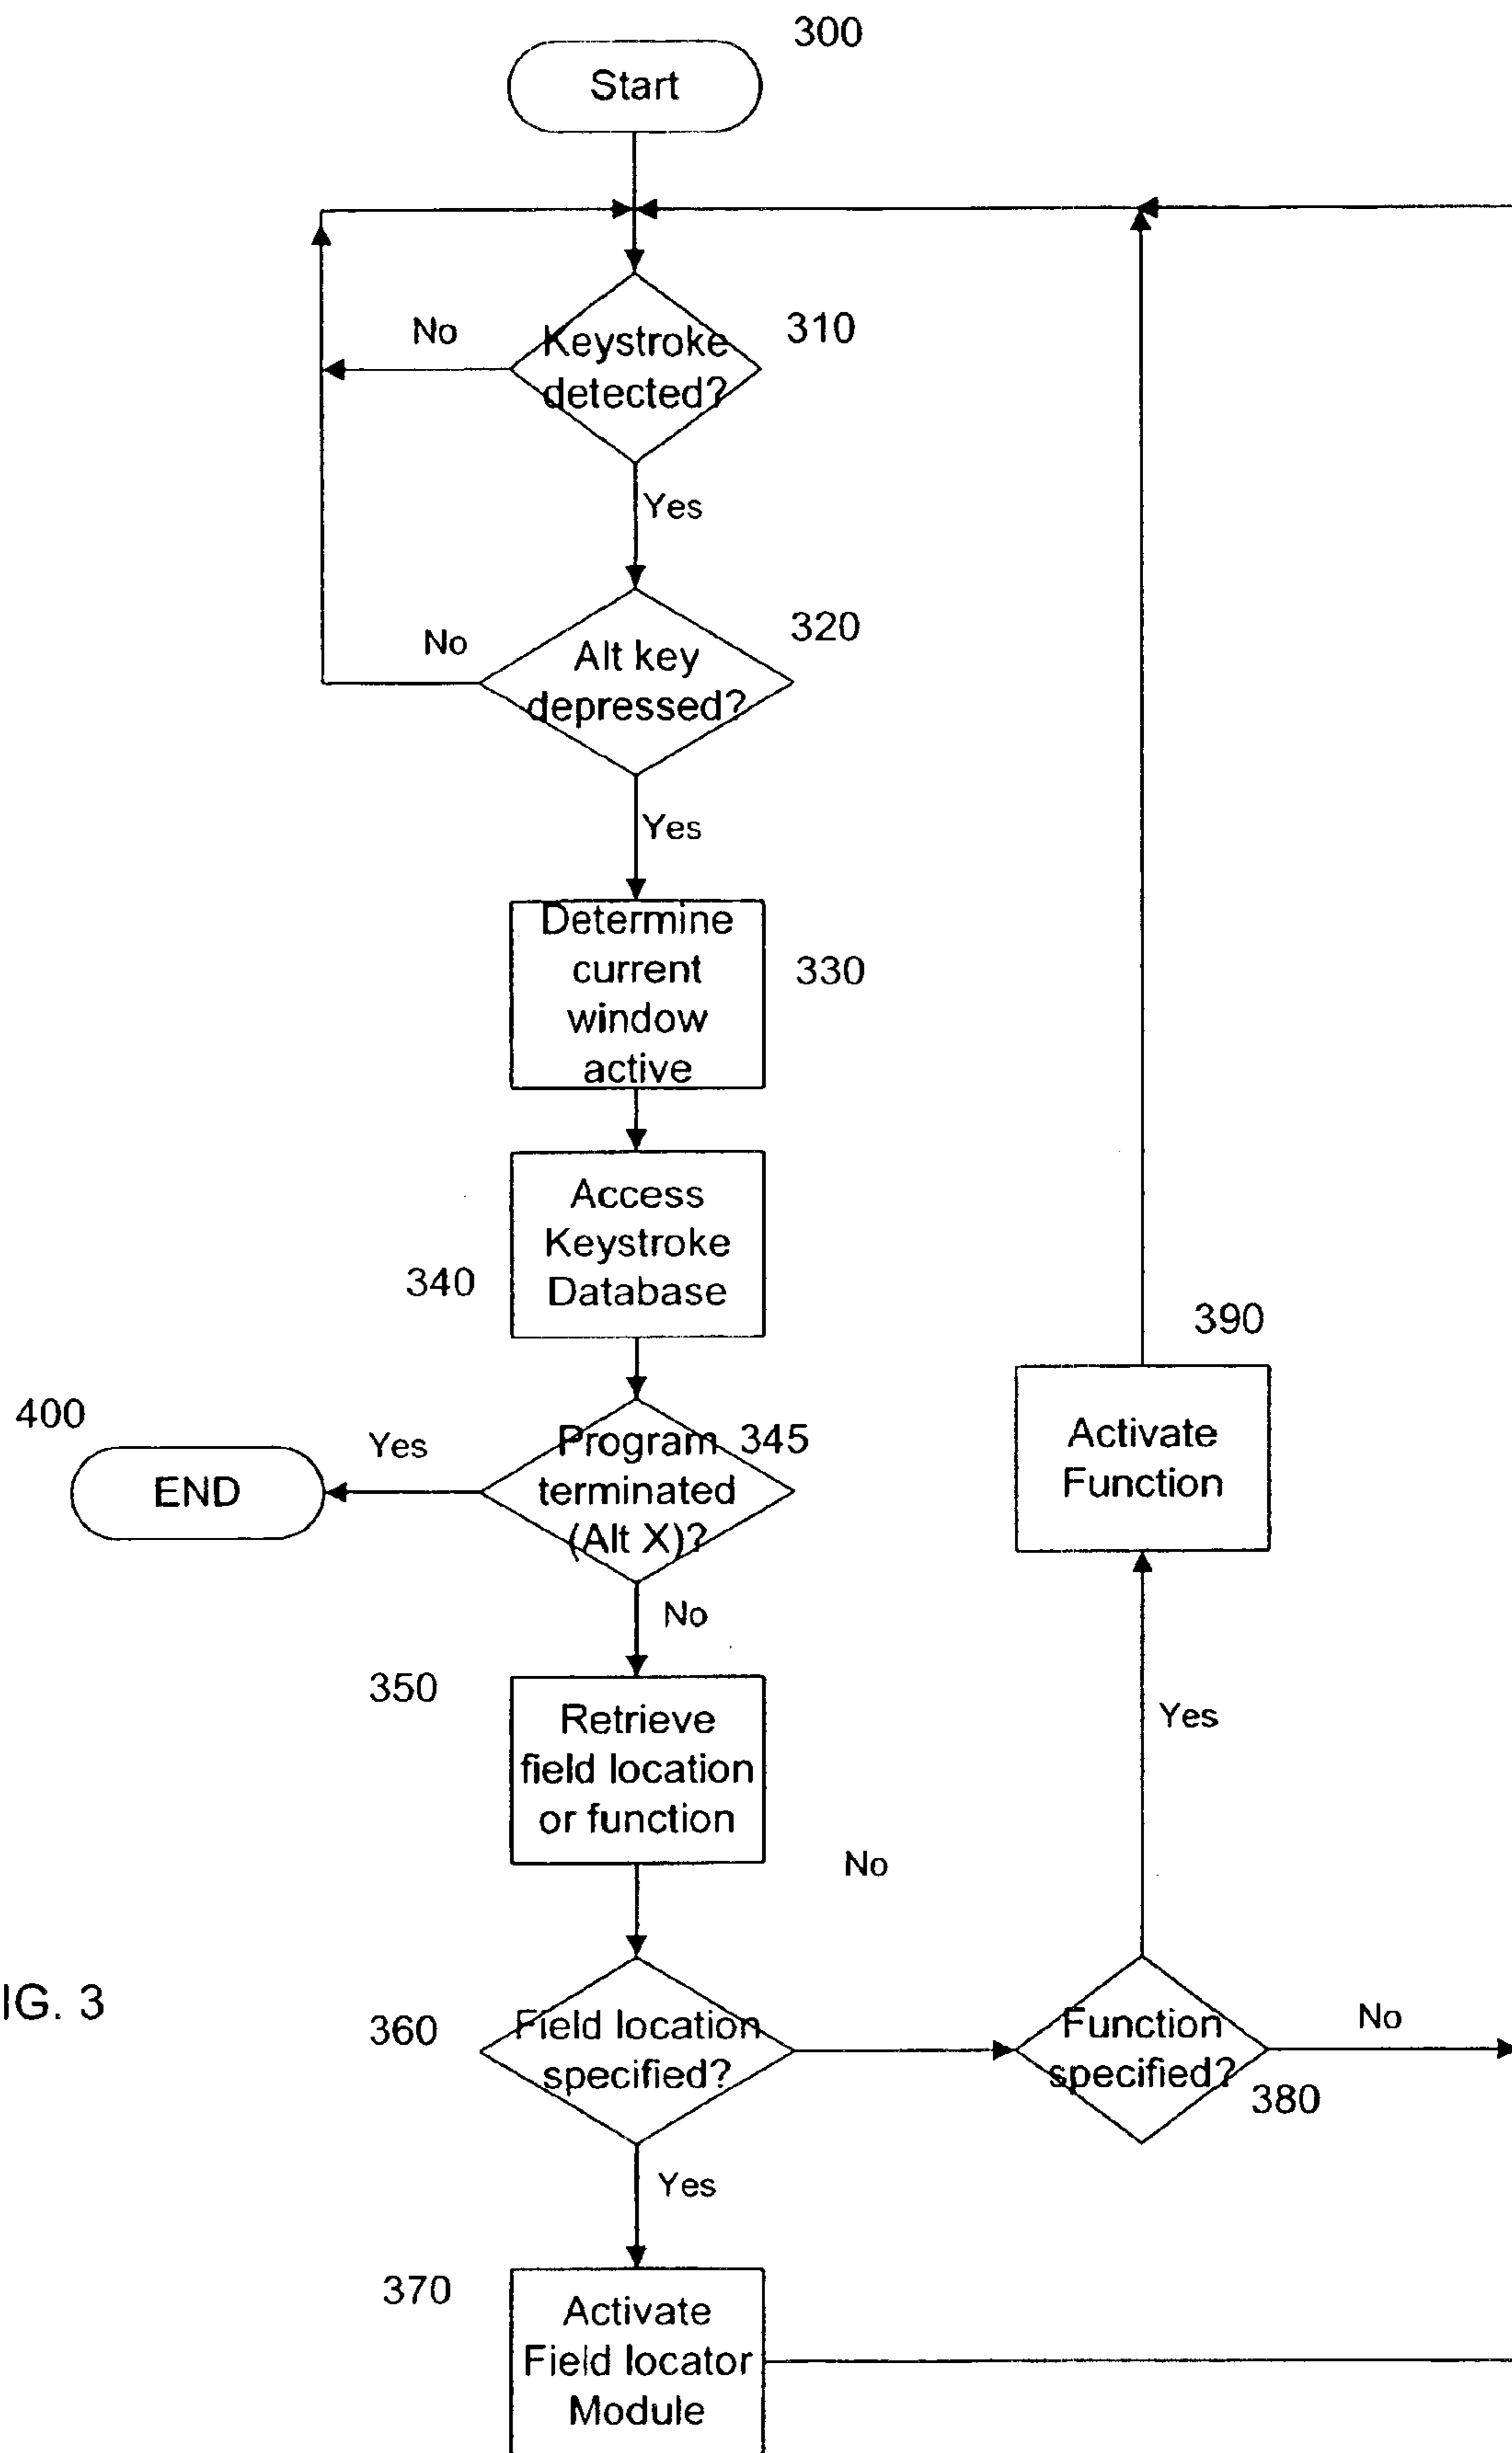 300
Start
No
Keystroke
detected?
310
Yes
No
Alt key
depressed?
320
Yes
Determine
current
window
active
330
Access
Keystroke
Database
340
390
Activate
Function
400
END
Yes
Program
terminated
(Alt X)?
345
No
350
Retrieve
field location
or function
Yes
No
IG. 3
360
Field location
specified?
Function
specified?
380
No
Yes
370
Activate
Field locator
Module